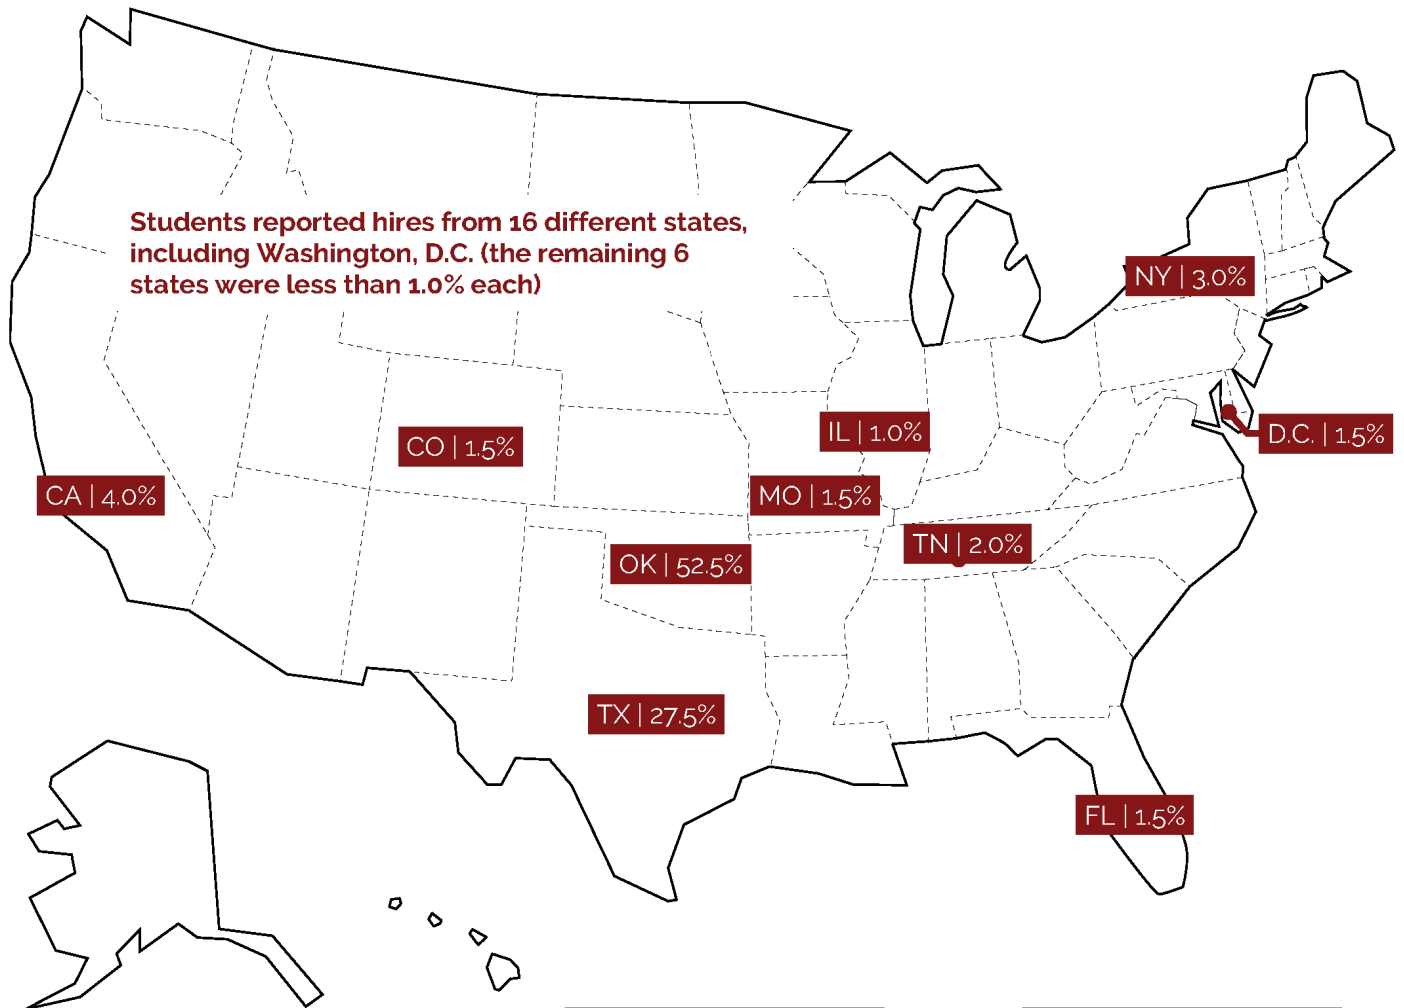 Students reported hires from 16 different states,
including Washington, D.C. (the remaining 6
states were less than 1.0% each)
NY | 3.0%
IL | 1.0%
D.C. | 1.5%
CO | 1.5%
CA | 4.0%
MO | 1.5%
TN | 2.0%
OK | 52.5%
TX | 27.5%
FL | 1.5%